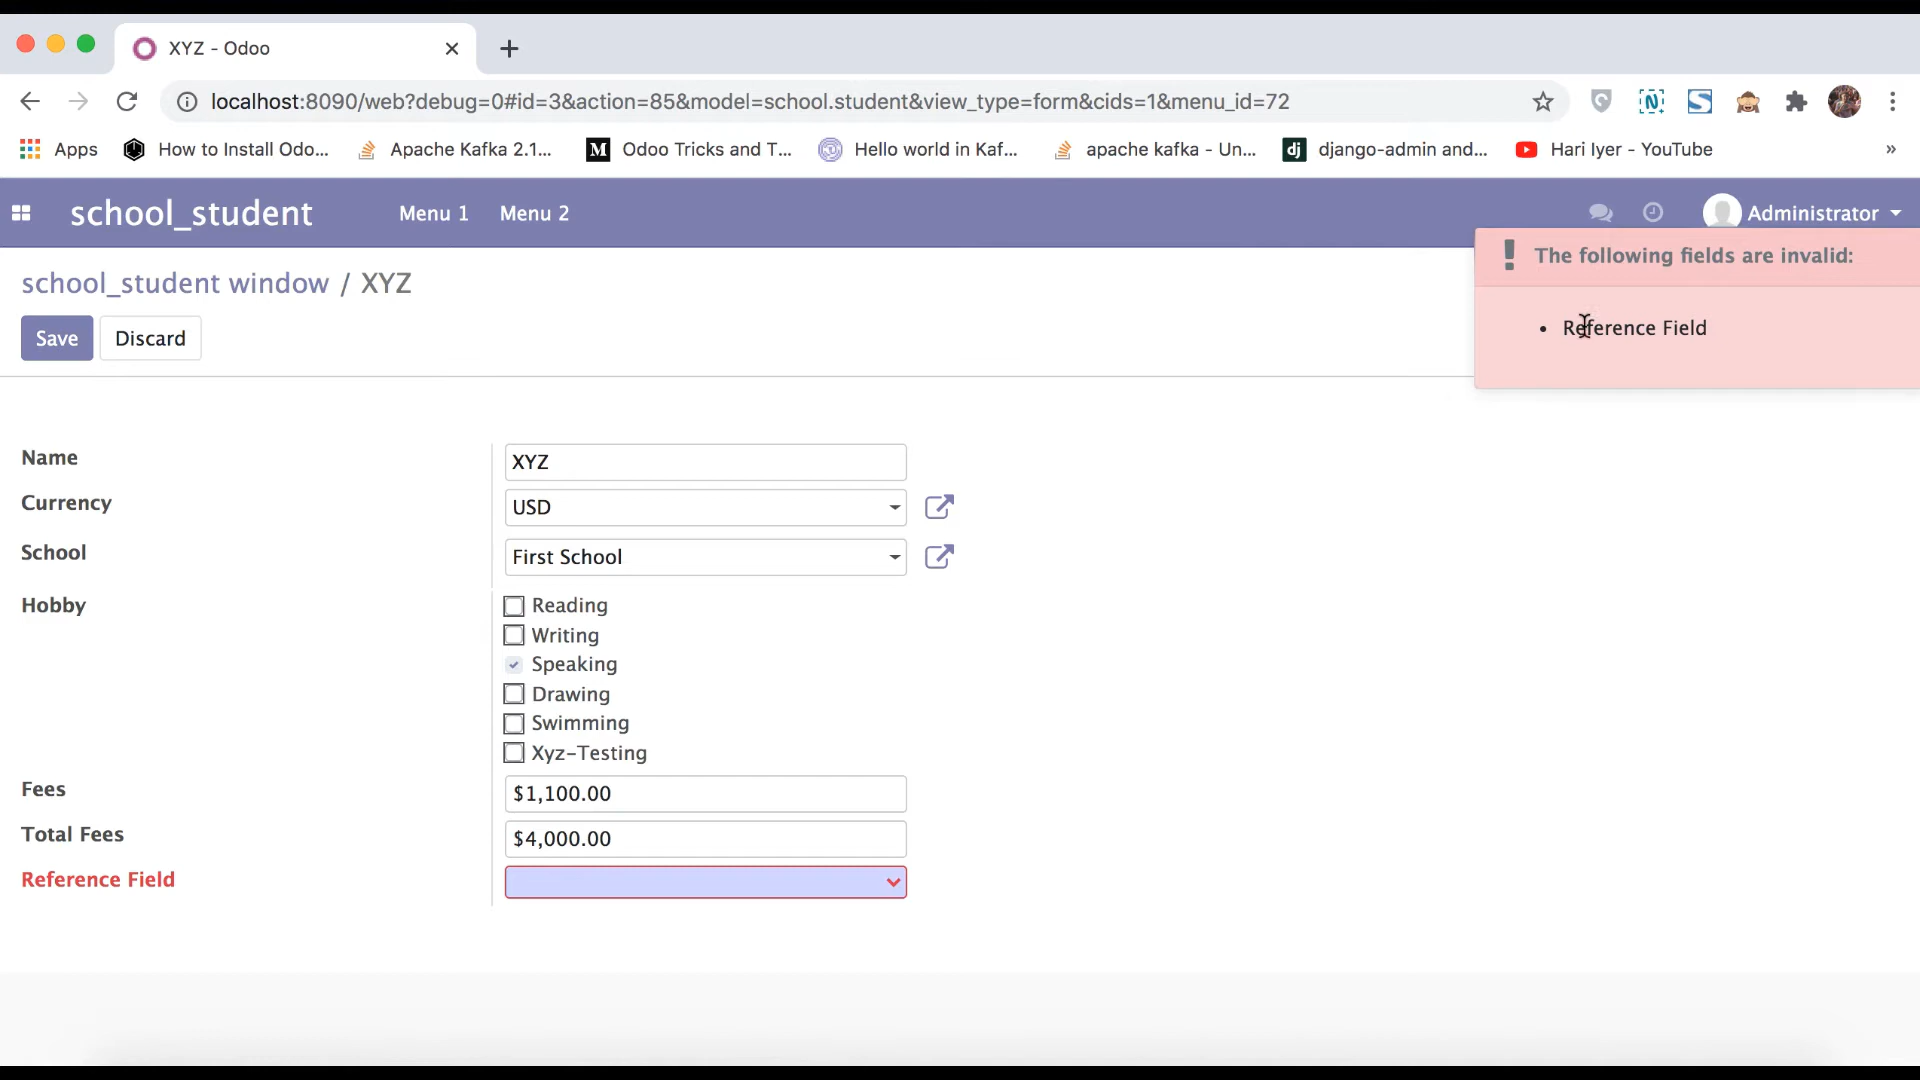 XYZ - Odoo
localhost:8090/web?debug=0#id=3&action=85&model=school.student&view_type=form&cids=1&menu_id=72
Apps How to Install Odo... Apache Kafka 2.1... M Odoo Tricks and T... Hello world in Kaf... apache kafka - Un... dj django-admin and... Hari Iyer - YouTube »
school_student Menu 1 Menu 2 Administrator
! The following fields are invalid:
school_student window / XYZ
• Reference Field
Save Discard
Name XYZ
Currency USD
School First School
Hobby Reading
Writing
Speaking
Drawing
Swimming
Xyz-Testing
Fees $1,100.00
Total Fees $4,000.00
Reference Field